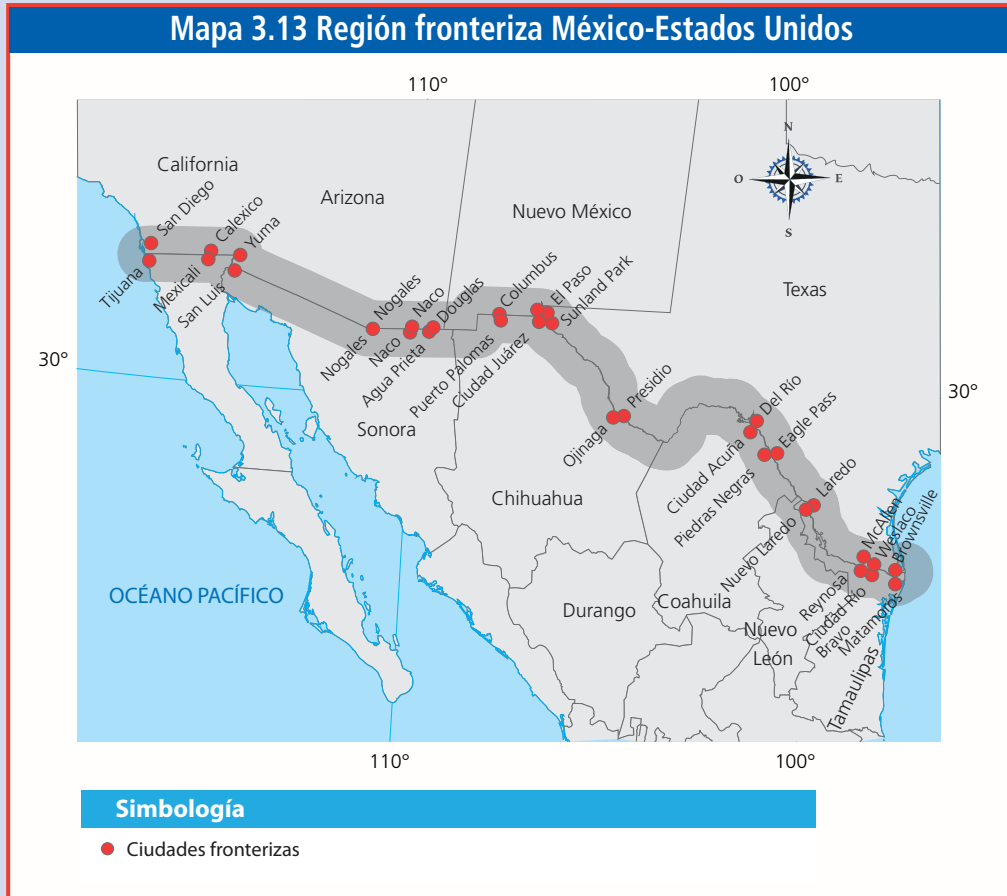 Mapa 3.13 Región fronteriza México-Estados Unidos
110°
100°
N
O
E
S
California
Arizona
Nuevo México
Texas
San Diego
Calexico
Yuma
Tijuana
Mexicali
San Luis
Nogales
Naco
Douglas
Columbus
El Paso
Sunland Park
Nogales
Naco
Agua Prieta
Puerto Palomas
Ciudad Juárez
30°
30°
Presidio
Ojinaga
Del Río
Eagle Pass
Ciudad Acuña
Piedras Negras
Laredo
Nuevo Laredo
McAllen
Weslaco
Brownsville
Reynosa
Ciudad Río
Bravo
Matamoros
Sonora
Chihuahua
OCÉANO PACÍFICO
Durango
Coahuila
Nuevo
León
Tamaulipas
110°
100°
Simbología
Ciudades fronterizas